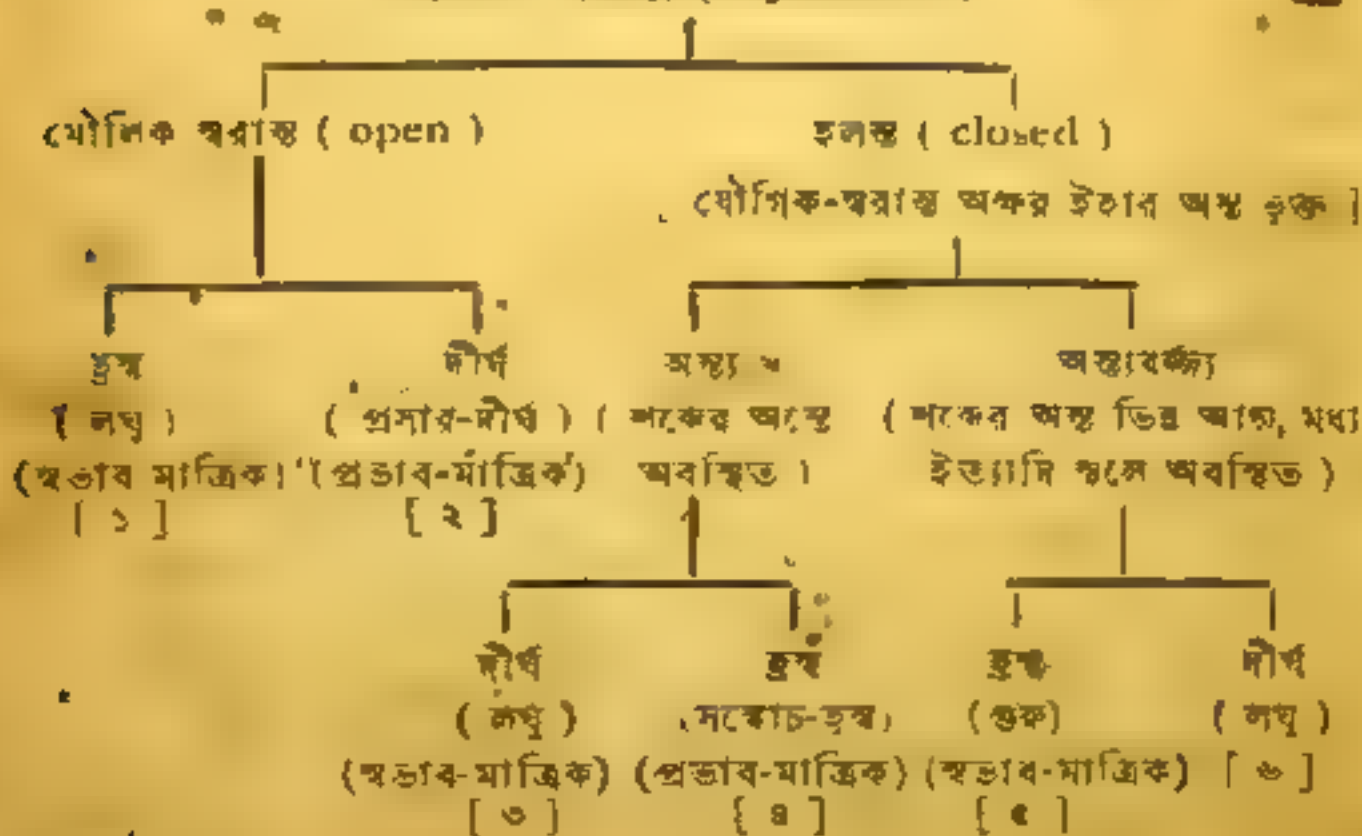 মৌলিক স্বরান্ত ( open ) হলন্ত ( closed )
যৌগিক-স্বরান্ত অক্ষর ইহার অন্তর্ভুক্ত ]
হ্রস্ব দীর্ঘ অন্ত্য অন্ত্যবর্জ্জ্য
( লঘু ) ( প্রসার-দীর্ঘ ) ( শব্দের অন্তে ( শব্দের অন্ত্য ভিন্ন আদ্য, মধ্য
(স্বভাব মাত্রিক) (প্রভাব-মাত্রিক) অবস্থিত ) ইত্যাদি স্থলে অবস্থিত )
[ ১ ] [ ২ ]
দীর্ঘ হ্রস্ব হ্রস্ব দীর্ঘ
( লঘু ) (সঙ্কোচ-হ্রস্ব) (গুরু) ( লঘু )
(স্বভাব-মাত্রিক) (প্রভাব-মাত্রিক) (স্বভাব-মাত্রিক) [ ৬ ]
[ ৩ ] [ ৪ ] [ ৫ ]